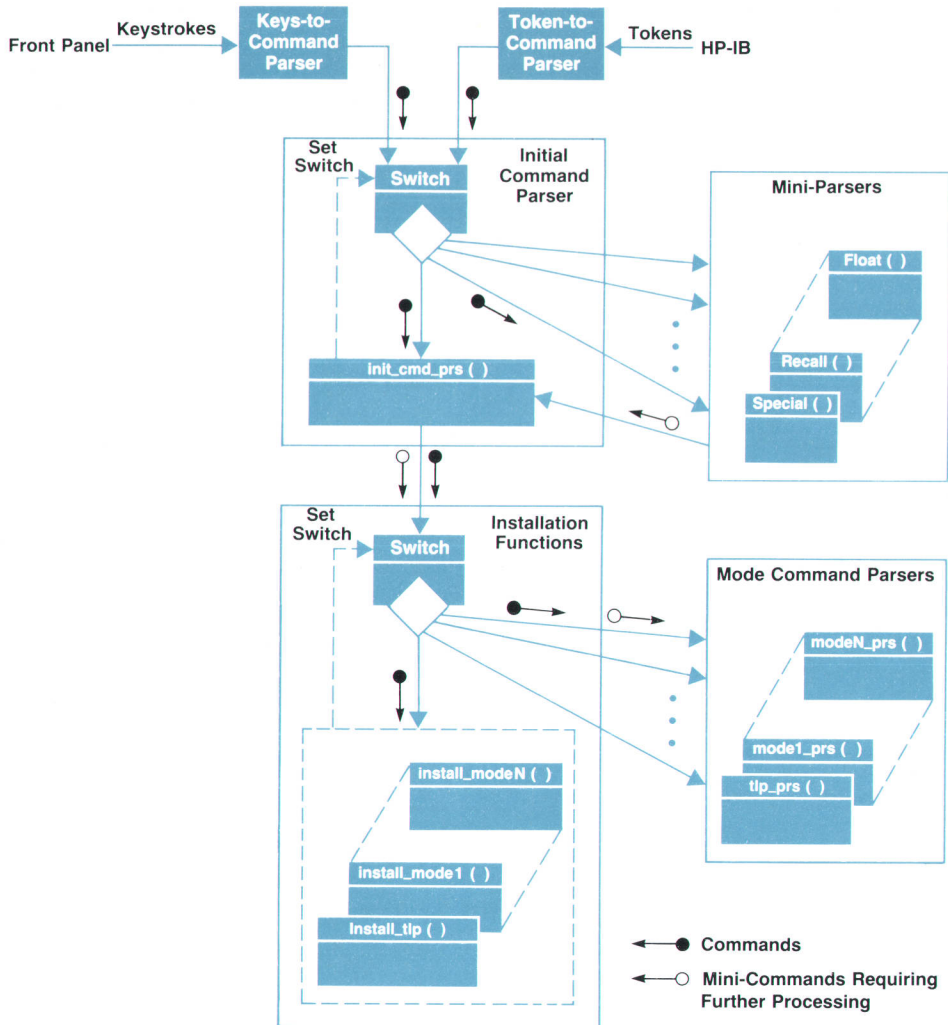 Front Panel
Keystrokes
Keys-to-
Command
Parser
Token-to-
Command
Parser
Tokens
HP-IB
Set
Switch
Switch
Initial
Command
Parser
init_cmd_prs ( )
Mini-Parsers
Float ( )
Recall ( )
Special ( )
Set
Switch
Switch
Installation
Functions
install_modeN ( )
install_mode1 ( )
Install_tlp ( )
Mode Command Parsers
modeN_prs ( )
mode1_prs ( )
tlp_prs ( )
Commands
Mini-Commands Requiring
Further Processing